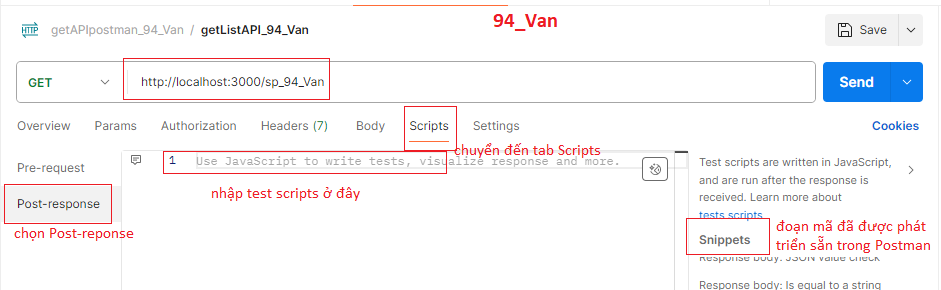 94_Van
HTTP getAPIpostman_94_Van / getListAPI_94_Van Save
GET http://localhost:3000/sp_94_Van Send
Overview Params Authorization Headers (7) Body Scripts Settings Cookies
chuyển đến tab Scripts
Pre-request
1 Use JavaScript to write tests, visualize response and more.
nhập test scripts ở đây
Post-response
chọn Post-reponse
Test scripts are written in JavaScript,
and are run after the response is
received. Learn more about
tests scripts
Snippets
đoạn mã đã được phát
triển sẵn trong Postman
Response body: JSON value check
Response body: Is equal to a string